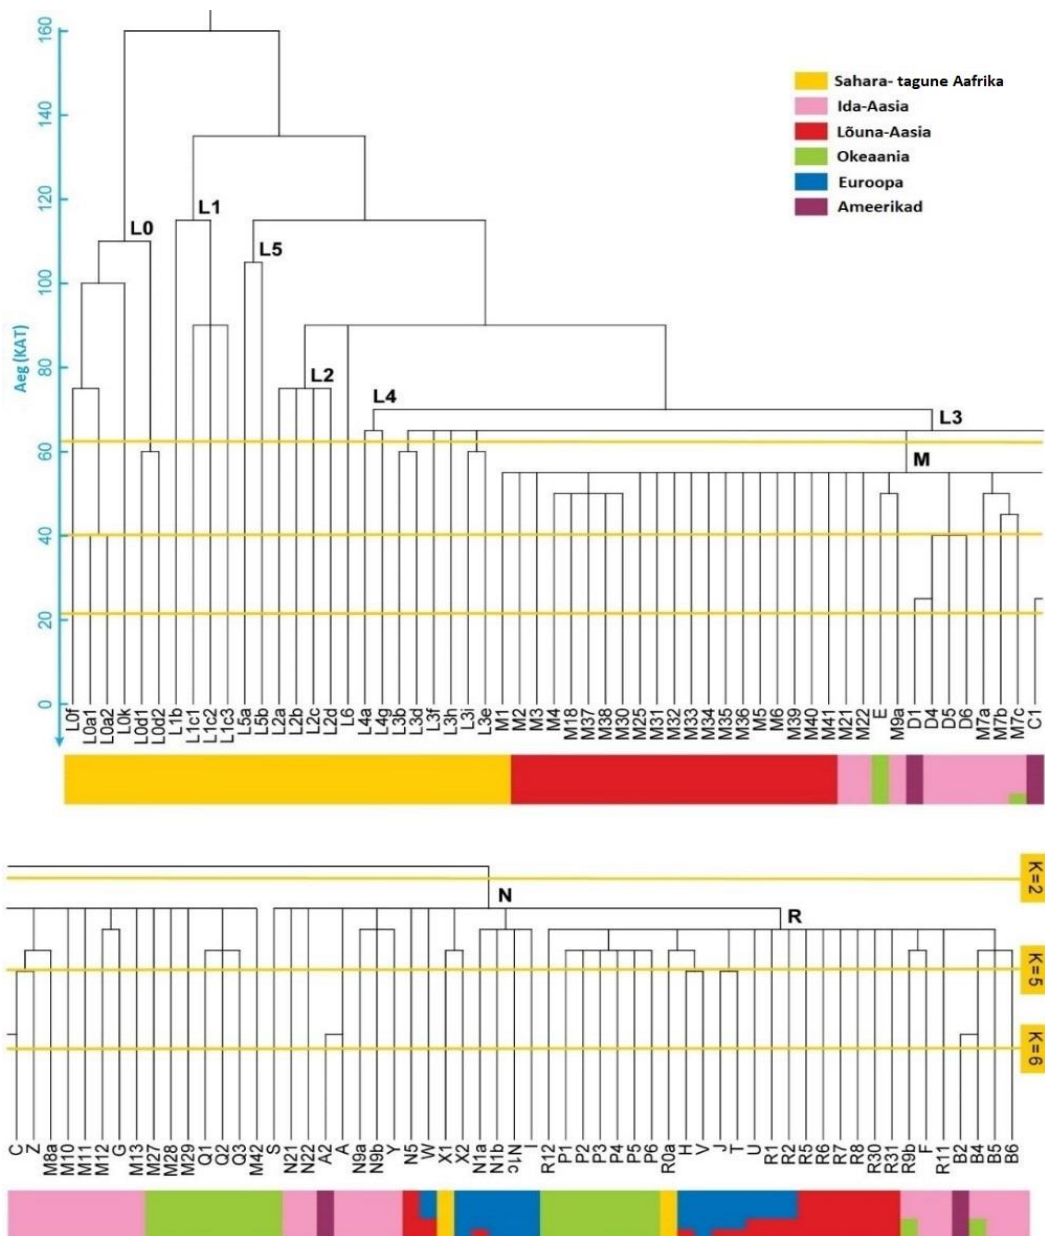 160
140
120
100
80
60
40
20
0
Aeg (KAT)
Sahara- tagune Aafrika
Ida-Aasia
Lõuna-Aasia
Okeaania
Euroopa
Ameerikad
L0
L1
L5
L2
L4
L3
M
L0f L0a1 L0a2 L0k L0d1 L0d2 L1b L1c1 L1c2 L1c3 L5a L5b L2a L2b L2c L2d L6 L4a L4g L3b L3d L3f L3h L3i L3e M1 M2 M3 M4 M18 M37 M38 M30 M25 M31 M32 M33 M34 M35 M36 M5 M6 M39 M40 M41 M21 M22 E M9a D1 D4 D5 D6 M7a M7b M7c C1
K=2
N
R
K=5
K=6
C Z M8a M10 M11 M12 G M13 M27 M28 M29 Q1 Q2 Q3 M42 S N21 N22 A2 A N9a N9b Y N5 W X1 X2 N1a N1b N1c I R12 P1 P2 P3 P4 P5 P6 R0a H V J T U R1 R2 R5 R6 R7 R8 R30 R31 R9b F R11 B2 B4 B5 B6